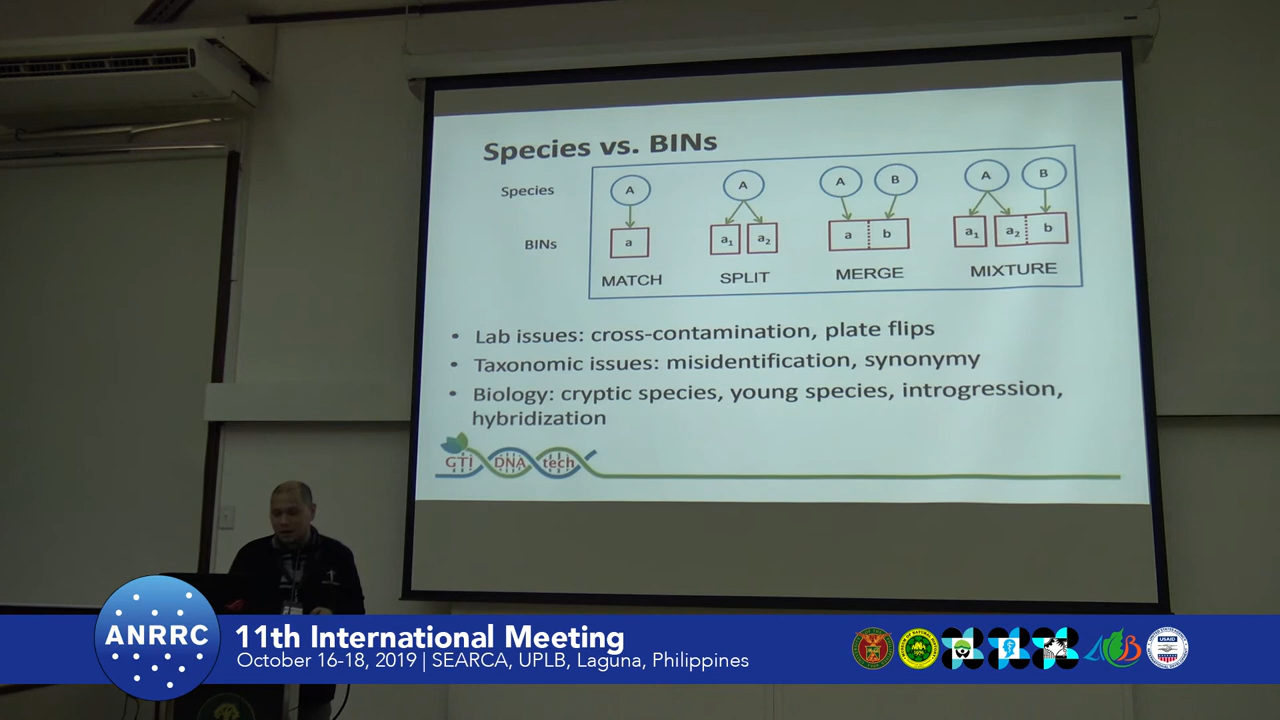 Species vs. BINs
Species
A
A
A B
A B
BINs
a
a1 a2
a b
a1 a2 b
MATCH SPLIT MERGE MIXTURE
• Lab issues: cross-contamination, plate flips
• Taxonomic issues: misidentification, synonymy
• Biology: cryptic species, young species, introgression,
hybridization
GTI DNA tech
ANRRC
11th International Meeting
October 16-18, 2019 | SEARCA, UPLB, Laguna, Philippines
USAID